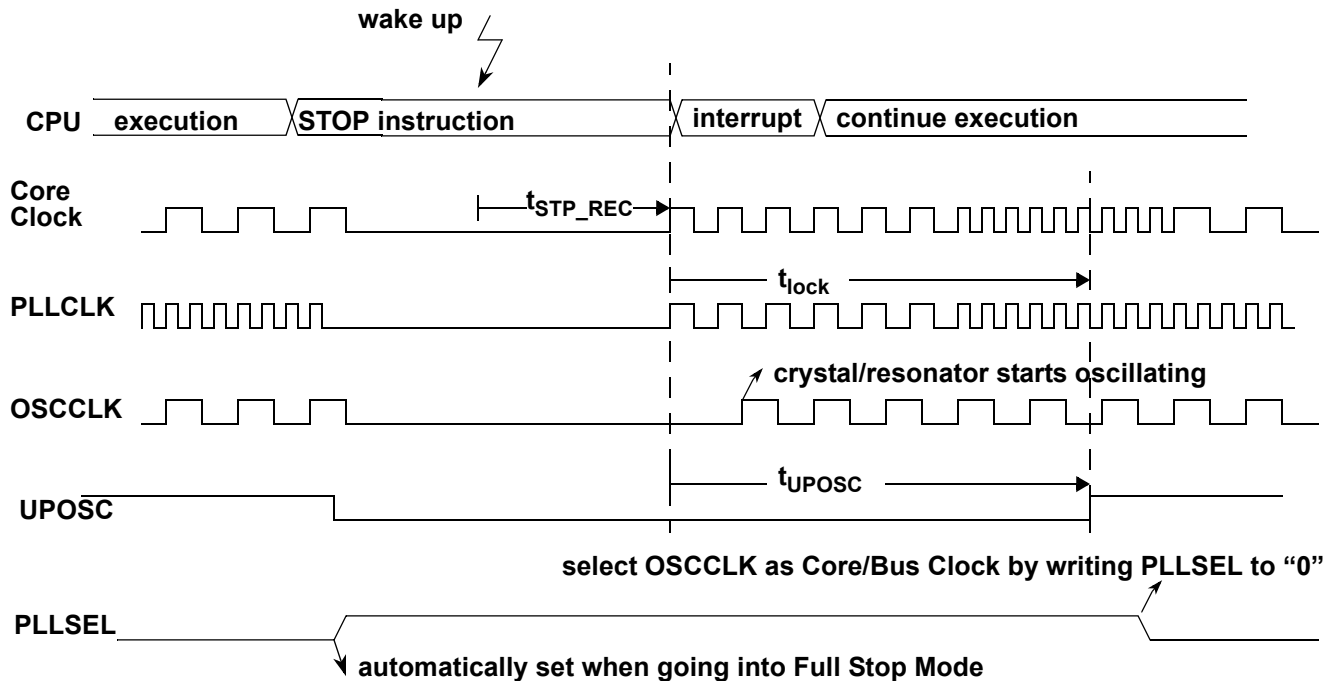 wake up
CPU execution STOP instruction interrupt continue execution
Core
Clock
tSTP_REC
tlock
PLLCLK
crystal/resonator starts oscillating
OSCCLK
tUPOSC
UPOSC
select OSCCLK as Core/Bus Clock by writing PLLSEL to “0”
PLLSEL
automatically set when going into Full Stop Mode